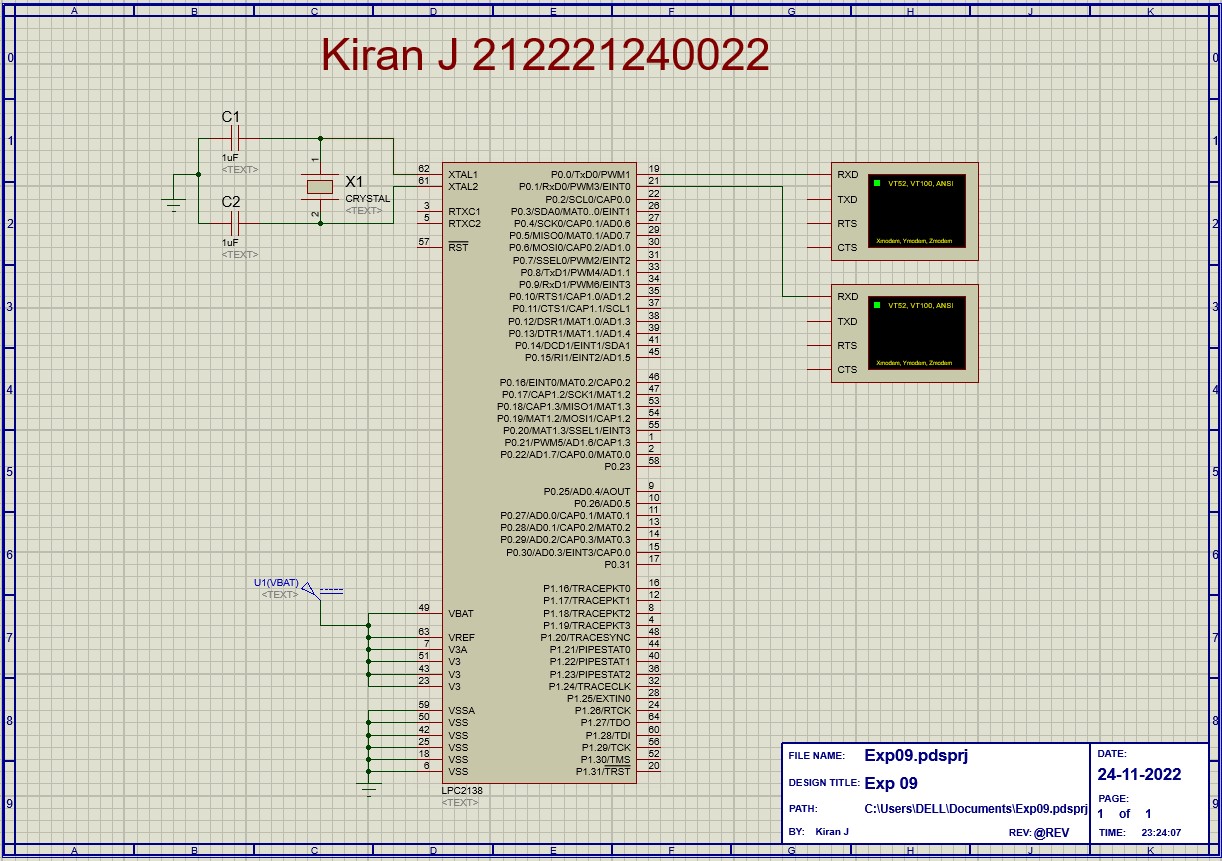 A B C D E F G H J K
Kiran J 212221240022
0 0
1 1
2 2
3 3
4 4
5 5
6 6
7 7
8 8
9 9
C1
1uF
<TEXT>
C2
1uF
<TEXT>
1
X1
CRYSTAL
<TEXT>
2
62 XTAL1
61 XTAL2
3 RTXC1
5 RTXC2
57 RST
P0.0/TxD0/PWM1 19
P0.1/RxD0/PWM3/EINT0 21
P0.2/SCL0/CAP0.0 22
P0.3/SDA0/MAT0..0/EINT1 26
P0.4/SCK0/CAP0.1/AD0.6 27
P0.5/MISO0/MAT0.1/AD0.7 29
P0.6/MOSI0/CAP0.2/AD1.0 30
P0.7/SSEL0/PWM2/EINT2 31
P0.8/TxD1/PWM4/AD1.1 33
P0.9/RxD1/PWM6/EINT3 34
P0.10/RTS1/CAP1.0/AD1.2 35
P0.11/CTS1/CAP1.1/SCL1 37
P0.12/DSR1/MAT1.0/AD1.3 38
P0.13/DTR1/MAT1.1/AD1.4 39
P0.14/DCD1/EINT1/SDA1 41
P0.15/RI1/EINT2/AD1.5 45
P0.16/EINT0/MAT0.2/CAP0.2 46
P0.17/CAP1.2/SCK1/MAT1.2 47
P0.18/CAP1.3/MISO1/MAT1.3 53
P0.19/MAT1.2/MOSI1/CAP1.2 54
P0.20/MAT1.3/SSEL1/EINT3 55
P0.21/PWM5/AD1.6/CAP1.3 1
P0.22/AD1.7/CAP0.0/MAT0.0 2
P0.23 58
P0.25/AD0.4/AOUT 9
P0.26/AD0.5 10
P0.27/AD0.0/CAP0.1/MAT0.1 11
P0.28/AD0.1/CAP0.2/MAT0.2 13
P0.29/AD0.2/CAP0.3/MAT0.3 14
P0.30/AD0.3/EINT3/CAP0.0 15
P0.31 17
P1.16/TRACEPKT0 16
P1.17/TRACEPKT1 12
P1.18/TRACEPKT2 8
P1.19/TRACEPKT3 4
P1.20/TRACESYNC 48
P1.21/PIPESTAT0 44
P1.22/PIPESTAT1 40
P1.23/PIPESTAT2 36
P1.24/TRACECLK 32
P1.25/EXTIN0 28
P1.26/RTCK 24
P1.27/TDO 64
P1.28/TDI 60
P1.29/TCK 56
P1.30/TMS 52
P1.31/TRST 20
U1(VBAT)
<TEXT>
49 VBAT
63 VREF
7 V3A
51 V3
43 V3
23 V3
59 VSSA
50 VSS
42 VSS
25 VSS
18 VSS
6 VSS
LPC2138
<TEXT>
RXD
TXD
RTS
CTS
VT52, VT100, ANSI
Xmodem, Ymodem, Zmodem
RXD
TXD
RTS
CTS
VT52, VT100, ANSI
Xmodem, Ymodem, Zmodem
FILE NAME: Exp09.pdsprj
DESIGN TITLE: Exp 09
PATH: C:\Users\DELL\Documents\Exp09.pdsprj
BY: Kiran J REV: @REV
DATE:
24-11-2022
PAGE:
1 of 1
TIME: 23:24:07
A B C D E F G H J K